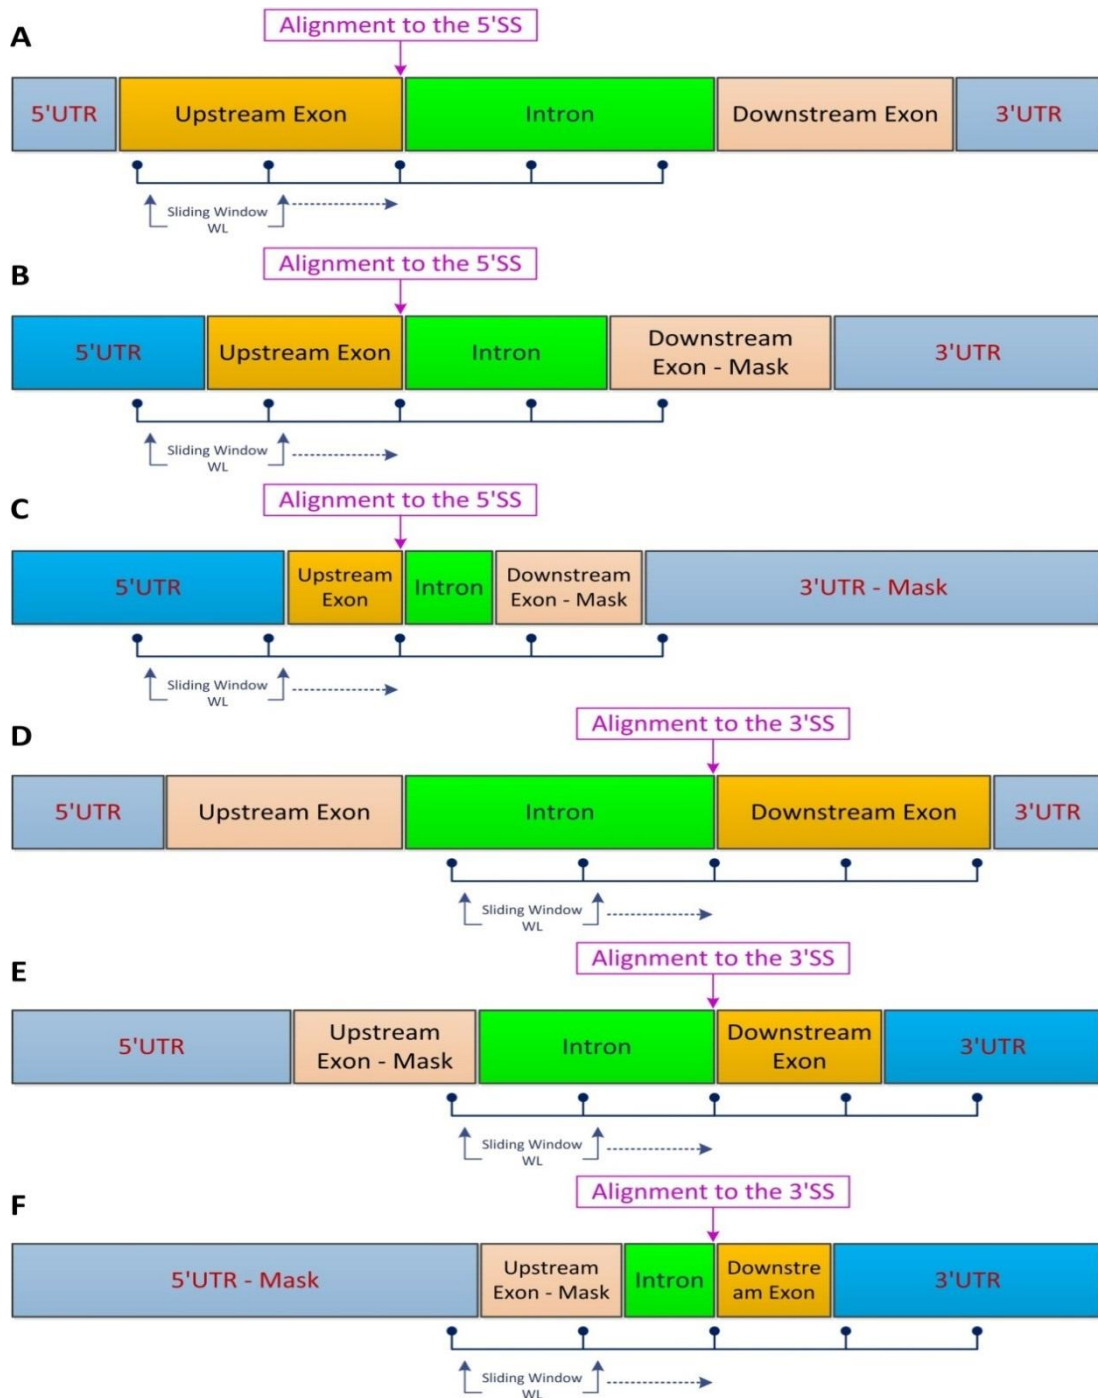 Alignment to the 5'SS
A
5'UTR Upstream Exon Intron Downstream Exon 3'UTR
Sliding Window
WL
Alignment to the 5'SS
B
5'UTR Upstream Exon Intron Downstream
Exon - Mask 3'UTR
Sliding Window
WL
Alignment to the 5'SS
C
5'UTR Upstream
Exon Intron Downstream
Exon - Mask 3'UTR - Mask
Sliding Window
WL
Alignment to the 3'SS
D
5'UTR Upstream Exon Intron Downstream Exon 3'UTR
Sliding Window
WL
Alignment to the 3'SS
E
5'UTR Upstream
Exon - Mask Intron Downstream
Exon 3'UTR
Sliding Window
WL
Alignment to the 3'SS
F
5'UTR - Mask Upstream
Exon - Mask Intron Downstre
am Exon 3'UTR
Sliding Window
WL